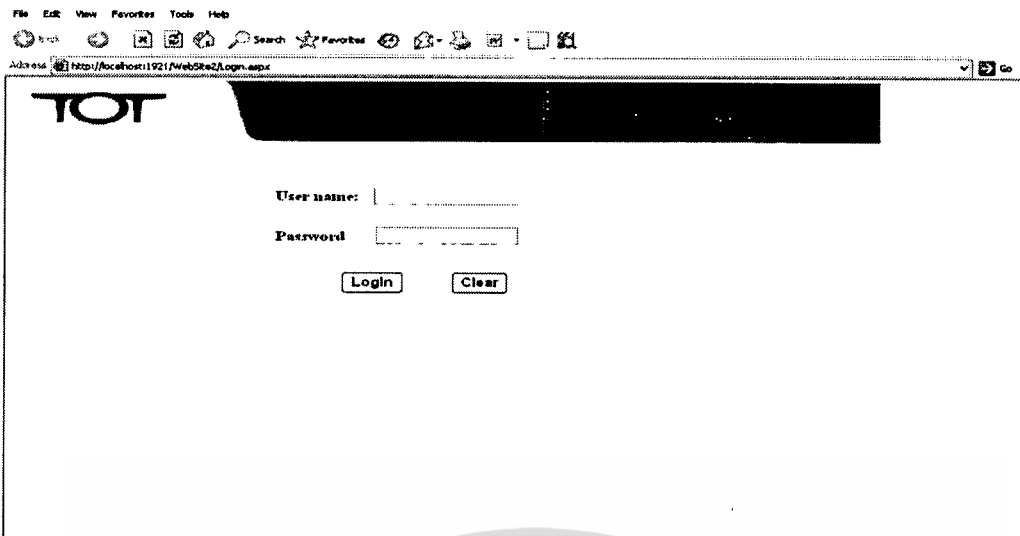 File Edit View Favorites Tools Help
Back Search Favorites
Address http://localhost:1921/WebSite2/Login.aspx Go
TOT
User name:
Password
Login Clear